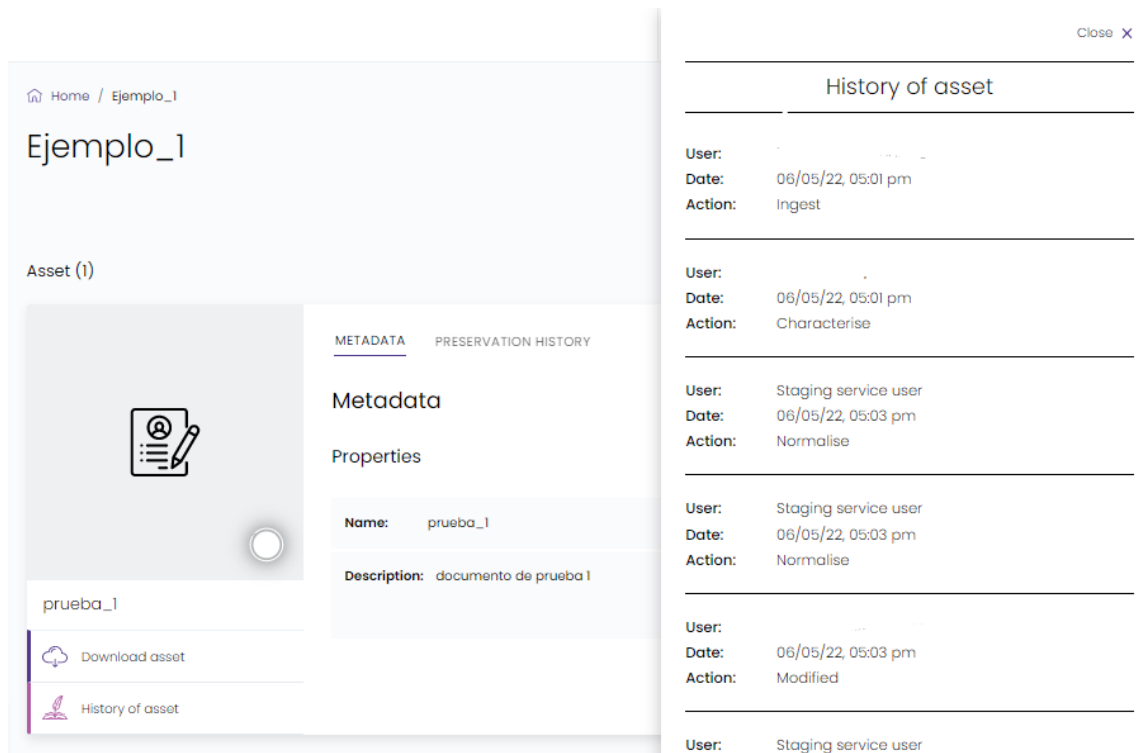 Home / Ejemplo_1
Ejemplo_1
Asset (1)
prueba_1
Download asset
History of asset
METADATA PRESERVATION HISTORY
Metadata
Properties
Name: prueba_1
Description: documento de prueba 1
Close X
History of asset
User:
Date: 06/05/22, 05:01 pm
Action: Ingest
User:
Date: 06/05/22, 05:01 pm
Action: Characterise
User: Staging service user
Date: 06/05/22, 05:03 pm
Action: Normalise
User: Staging service user
Date: 06/05/22, 05:03 pm
Action: Normalise
User:
Date: 06/05/22, 05:03 pm
Action: Modified
User: Staging service user